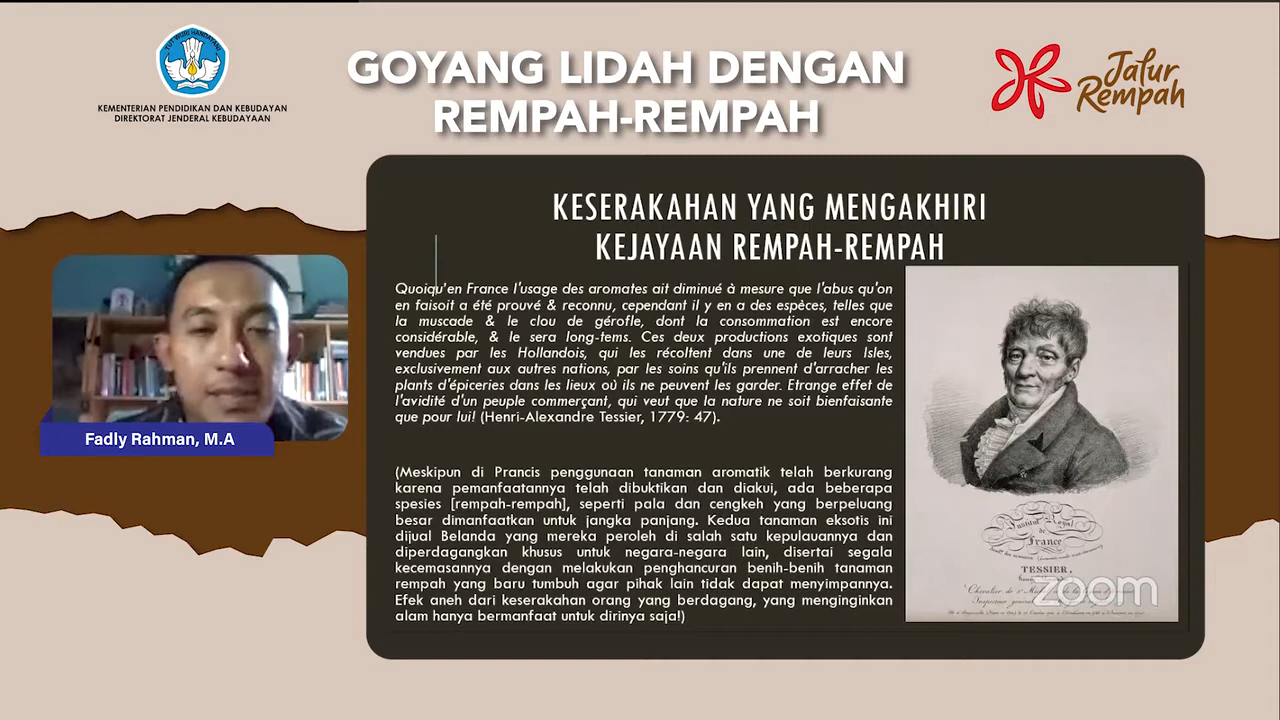 TUT WURI HANDAYANI
KEMENTERIAN PENDIDIKAN DAN KEBUDAYAN
DIREKTORAT JENDERAL KEBUDAYAAN
GOYANG LIDAH DENGAN
REMPAH-REMPAH
Jalur
Rempah
KESERAKAHAN YANG MENGAKHIRI
KEJAYAAN REMPAH-REMPAH
Quoiqu'en France l'usage des aromates ait diminué à mesure que l'abus qu'on
en faisoit a été prouvé & reconnu, cependant il y en a des espèces, telles que
la muscade & le clou de gérofle, dont la consommation est encore
considérable, & le sera long-tems. Ces deux productions exotiques sont
vendues par les Hollandois, qui les récoltent dans une de leurs Isles,
exclusivement aux autres nations, par les soins qu'ils prennent d'arracher les
plants d'épiceries dans les lieux où ils ne peuvent les garder. Etrange effet de
l'avidité d'un peuple commerçant, qui veut que la nature ne soit bienfaisante
que pour lui! (Henri-Alexandre Tessier, 1779: 47).
(Meskipun di Prancis penggunaan tanaman aromatik telah berkurang
karena pemanfaatannya telah dibuktikan dan diakui, ada beberapa
spesies [rempah-rempah], seperti pala dan cengkeh yang berpeluang
besar dimanfaatkan untuk jangka panjang. Kedua tanaman eksotis ini
dijual Belanda yang mereka peroleh di salah satu kepulauannya dan
diperdagangkan khusus untuk negara-negara lain, disertai segala
kecemasannya dengan melakukan penghancuran benih-benih tanaman
rempah yang baru tumbuh agar pihak lain tidak dapat menyimpannya.
Efek aneh dari keserakahan orang yang berdagang, yang menginginkan
alam hanya bermanfaat untuk dirinya saja!)
Institut Royal
de
France
TESSIER,
zoom
Fadly Rahman, M.A